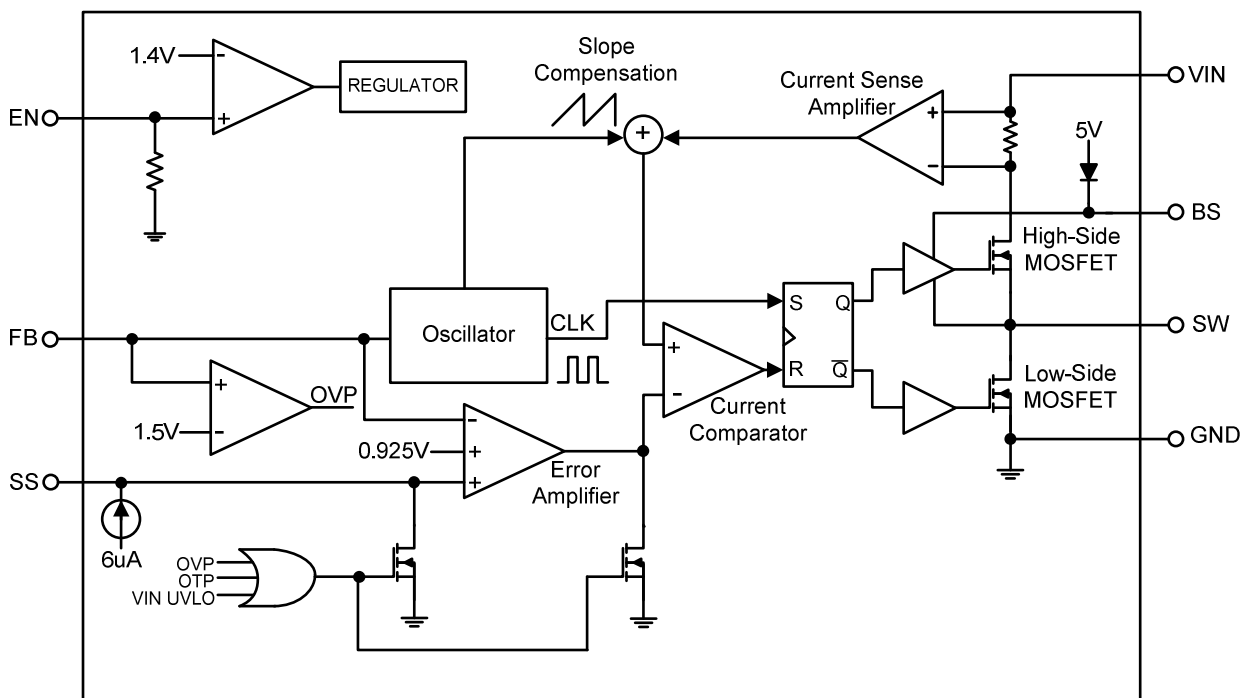 Slope
Compensation
Current Sense
Amplifier
VIN
1.4V
-
+
REGULATOR
EN
+
+
-
5V
BS
High-Side
MOSFET
FB
Oscillator
CLK
S
Q
R
Q̅
SW
+
-
OVP
1.5V
+
-
Current
Comparator
Low-Side
MOSFET
GND
-
0.925V
+
+
Error
Amplifier
SS
6uA
OVP
OTP
VIN UVLO